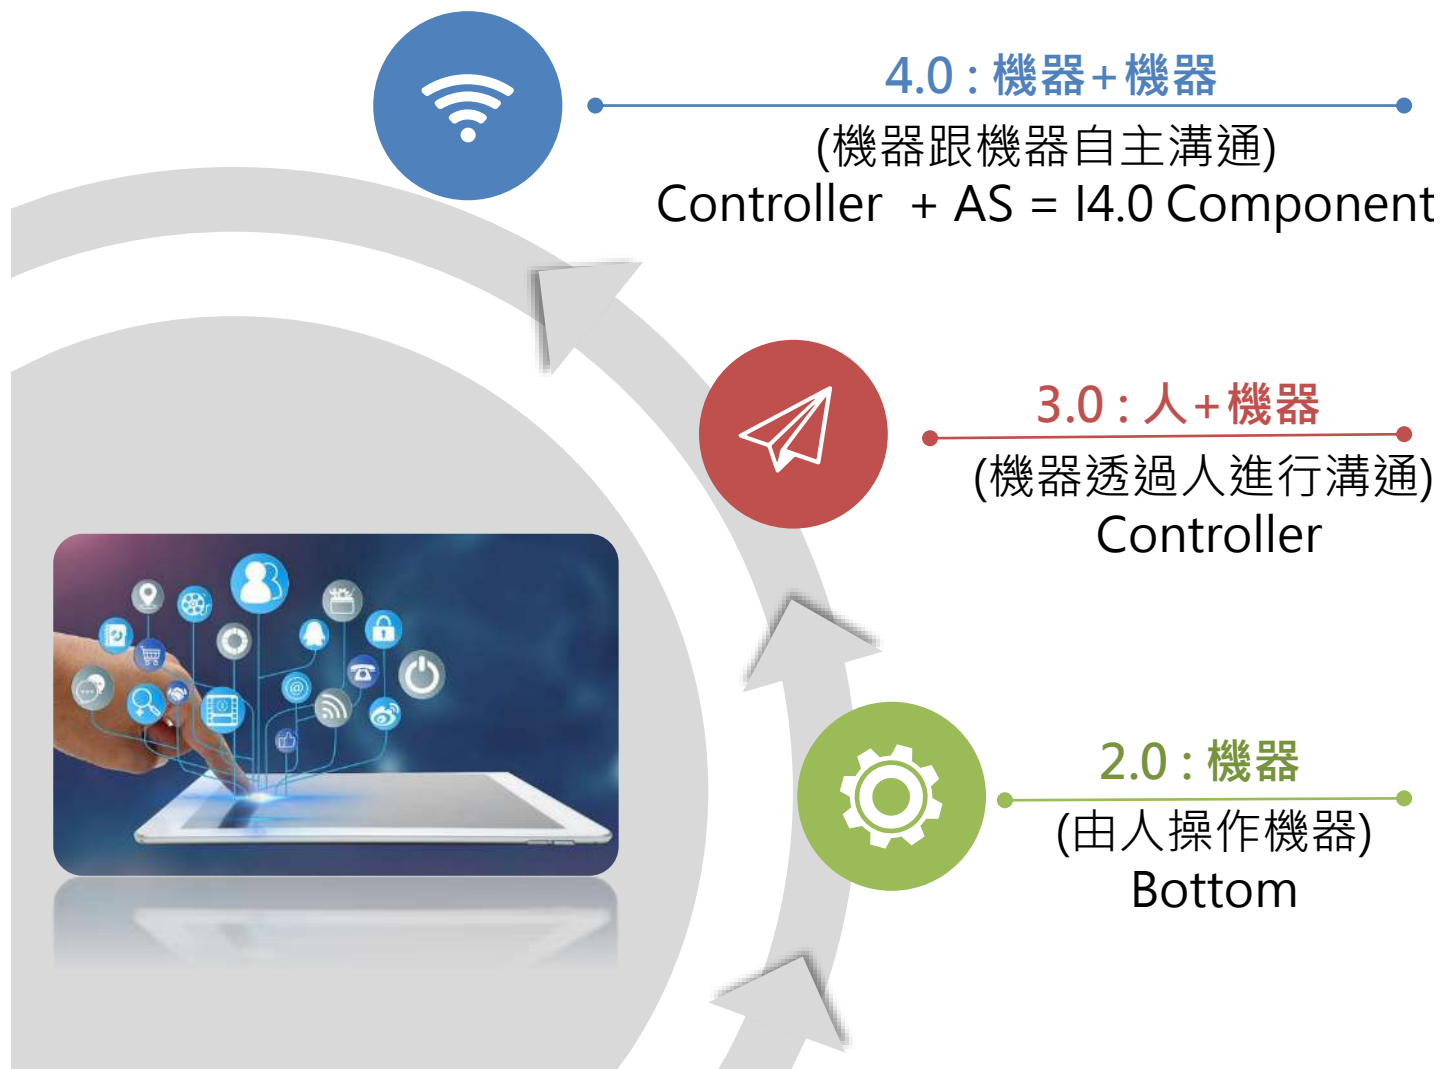 4.0 : 機器+機器
(機器跟機器自主溝通)
Controller + AS = I4.0 Component
3.0 : 人+機器
(機器透過人進行溝通)
Controller
2.0 : 機器
(由人操作機器)
Bottom